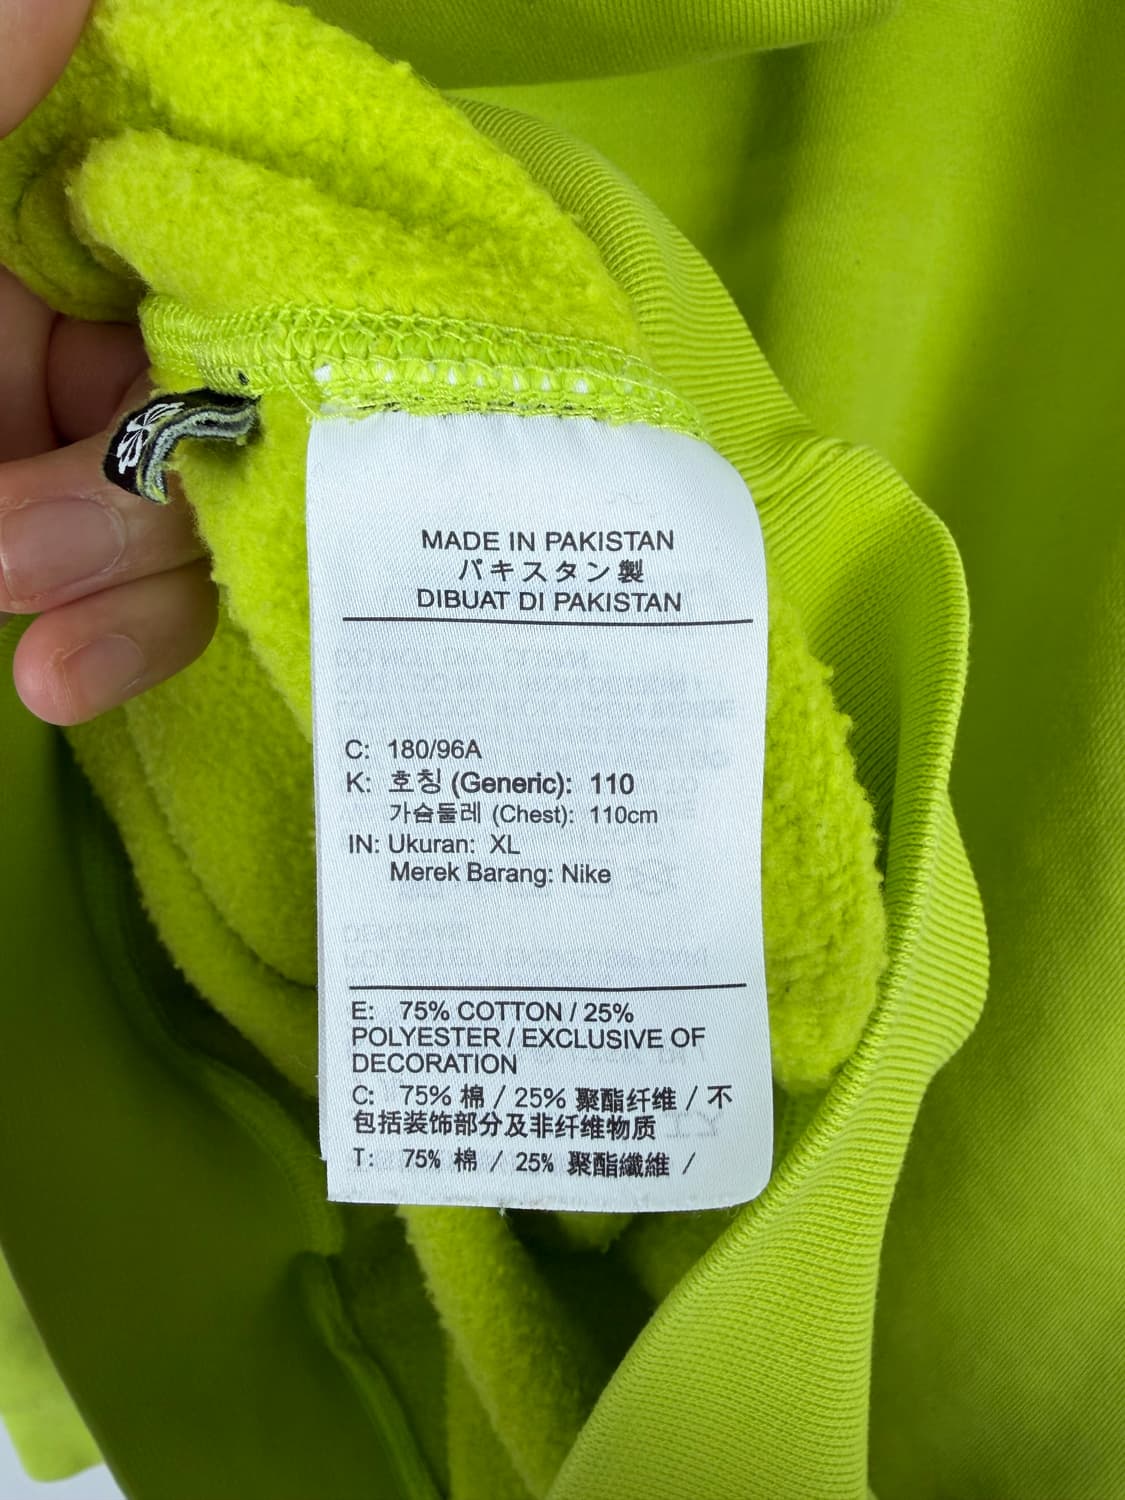 MADE IN PAKISTAN
パキスタン製
DIBUAT DI PAKISTAN
C: 180/96A
K: 호칭 (Generic): 110
가슴둘레 (Chest): 110cm
IN: Ukuran: XL
Merek Barang: Nike
E: 75% COTTON / 25%
POLYESTER / EXCLUSIVE OF
DECORATION
C: 75% 棉 / 25% 聚酯纤维 / 不
包括装饰部分及非纤维物质
T: 75% 棉 / 25% 聚酯纖維 /